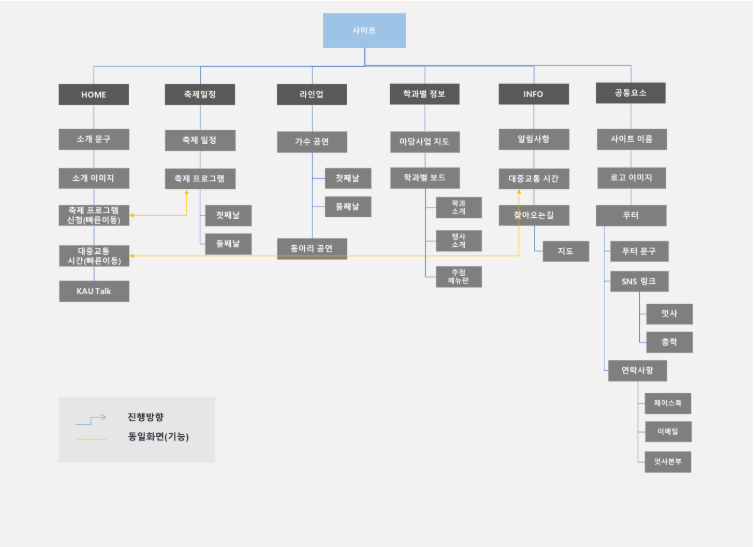 사이트
HOME
축제일정
라인업
학과별 정보
INFO
공통요소
소개 문구
축제 일정
가수 공연
마당사업 지도
알림사항
사이트 이름
소개 이미지
축제 프로그램
첫째날
학과별 보드
대중교통 시간
로고 이미지
축제 프로그램
신청(빠른이동)
첫째날
둘째날
학과
소개
찾아오는길
푸터
대중교통
시간(빠른이동)
둘째날
동아리 공연
행사
소개
지도
푸터 문구
KAU Talk
주점
메뉴판
SNS 링크
멋사
총학
연락사항
페이스북
이메일
멋사본부
진행방향
동일화면(기능)